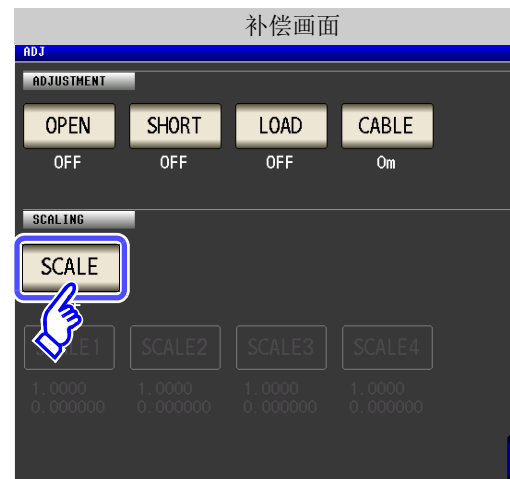 补偿画面
ADJ
ADJUSTMENT
OPEN SHORT LOAD CABLE
OFF OFF OFF 0m
SCALING
SCALE
SCALE2 SCALE3 SCALE4
1.0000 1.0000 1.0000 1.0000
0.000000 0.000000 0.000000 0.000000